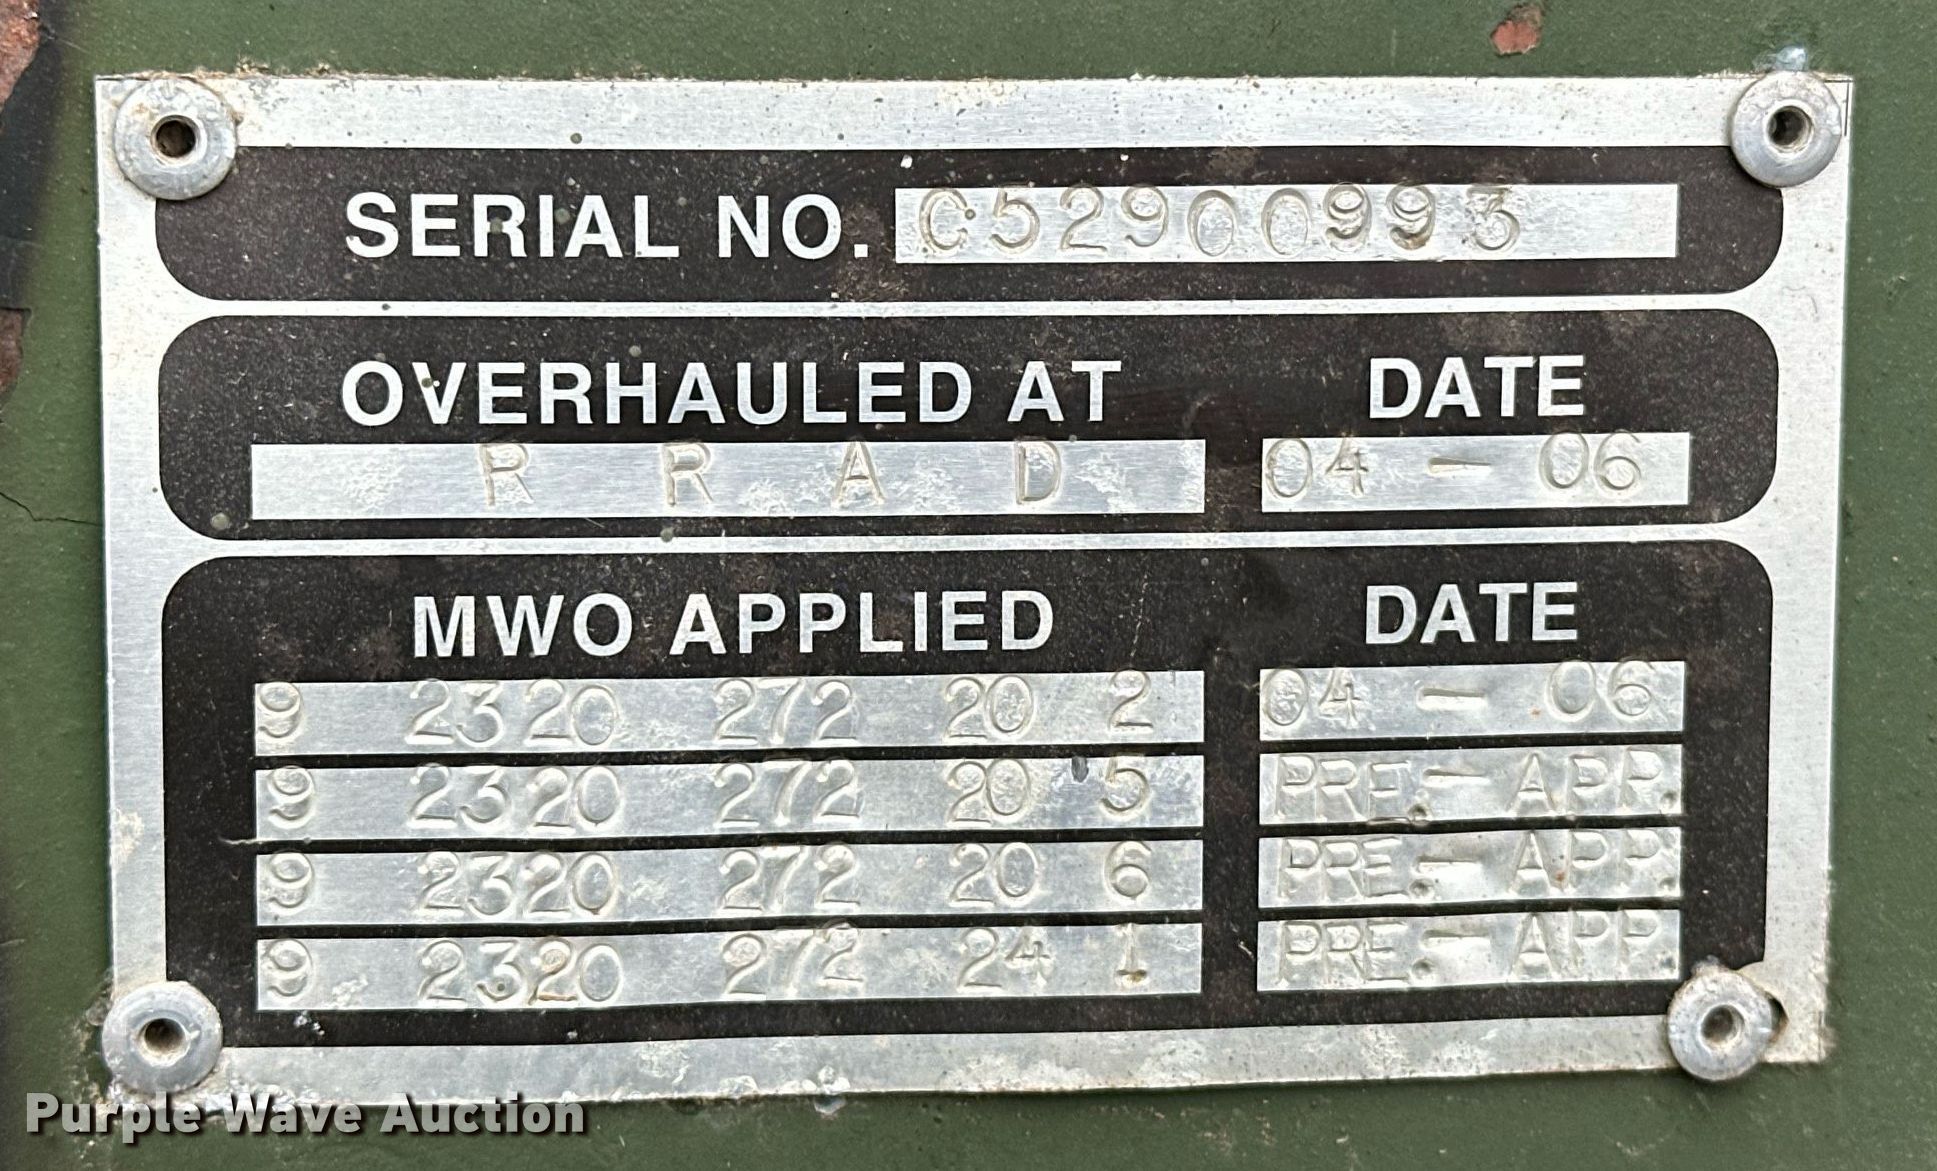 SERIAL NO. C52900993
OVERHAULED AT DATE
R R A D 04 - 06
MWO APPLIED DATE
9 2320 272 20 2 04 - 06
9 2320 272 20 5 PRE. - APP.
9 2320 272 20 6 PRE. - APP.
9 2320 272 24 1 PRE. - APP.
Purple Wave Auction